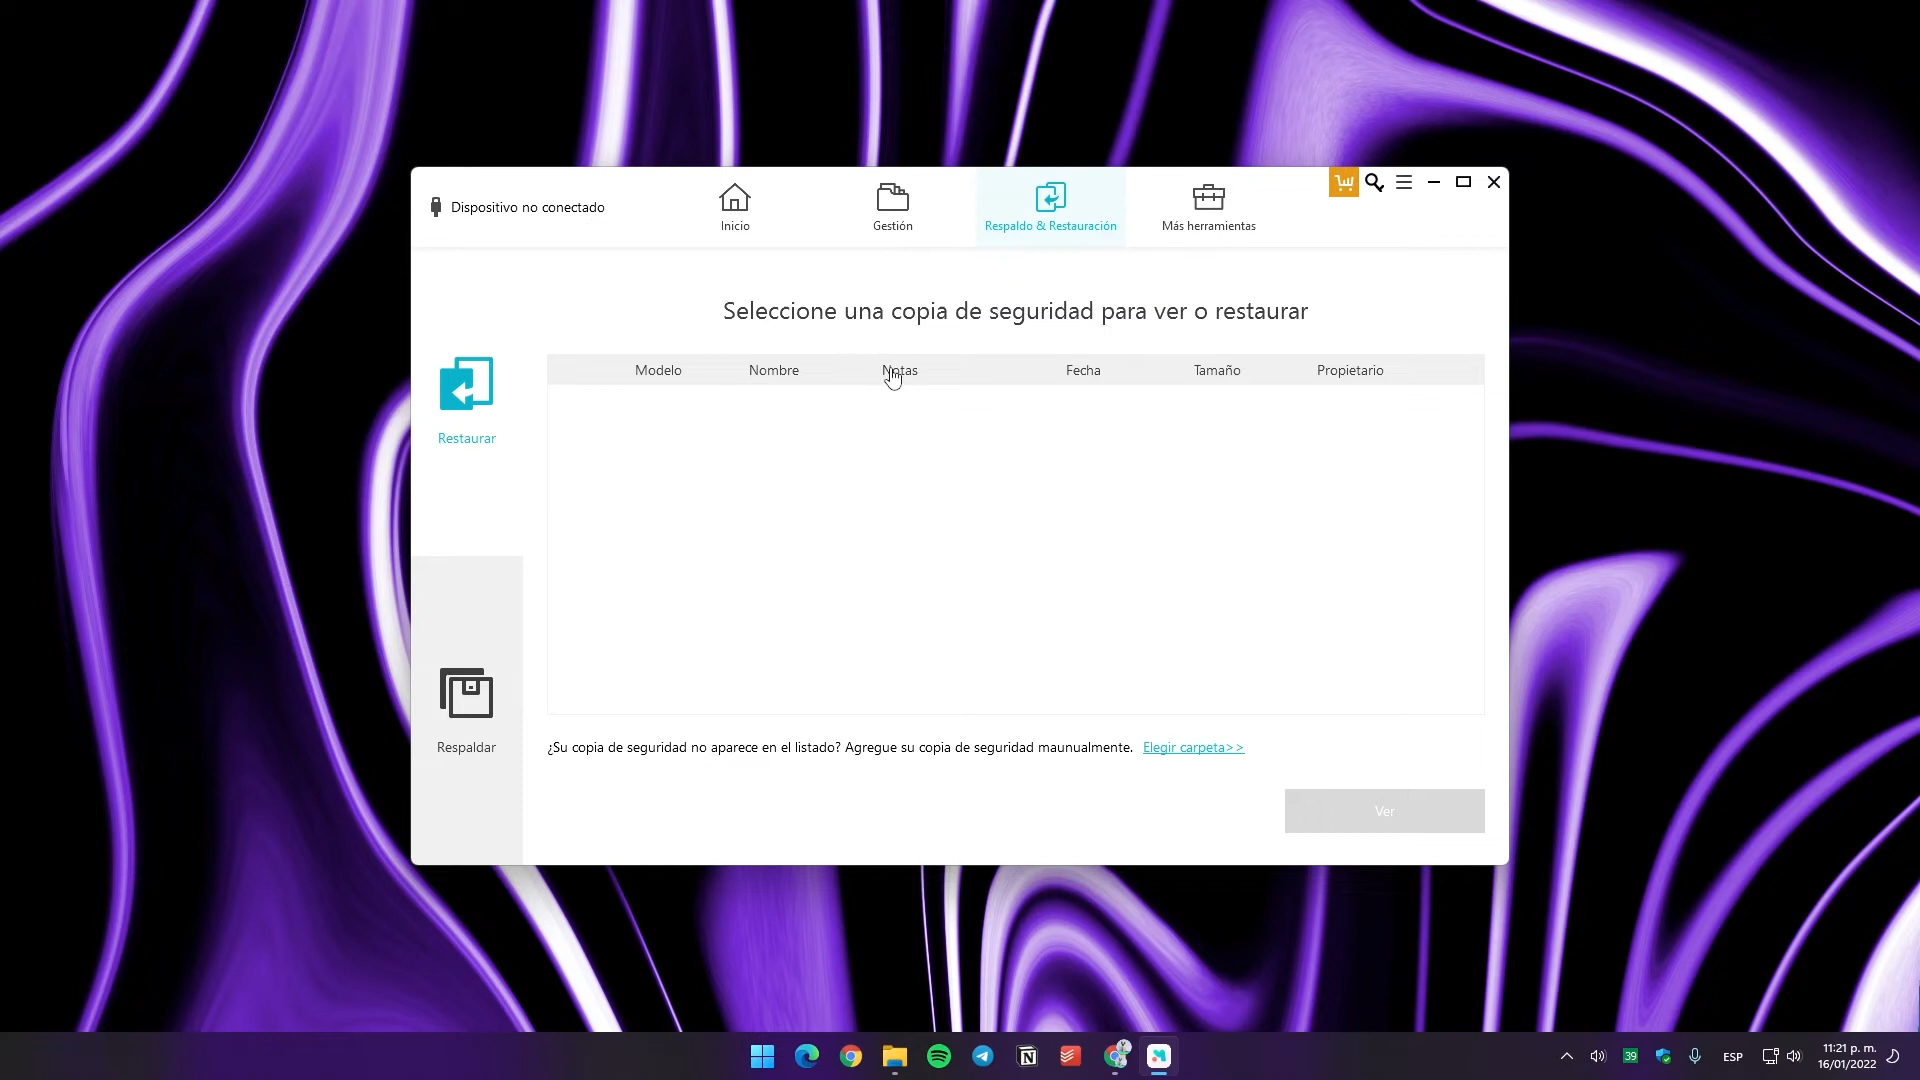 Dispositivo no conectado
Inicio
Gestión
Respaldo & Restauración
Más herramientas
Seleccione una copia de seguridad para ver o restaurar
Modelo Nombre Notas Fecha Tamaño Propietario
Restaurar
Respaldar
¿Su copia de seguridad no aparece en el listado? Agregue su copia de seguridad maunualmente. Elegir carpeta>>
Ver
39
ESP
11:21 p. m.
16/01/2022